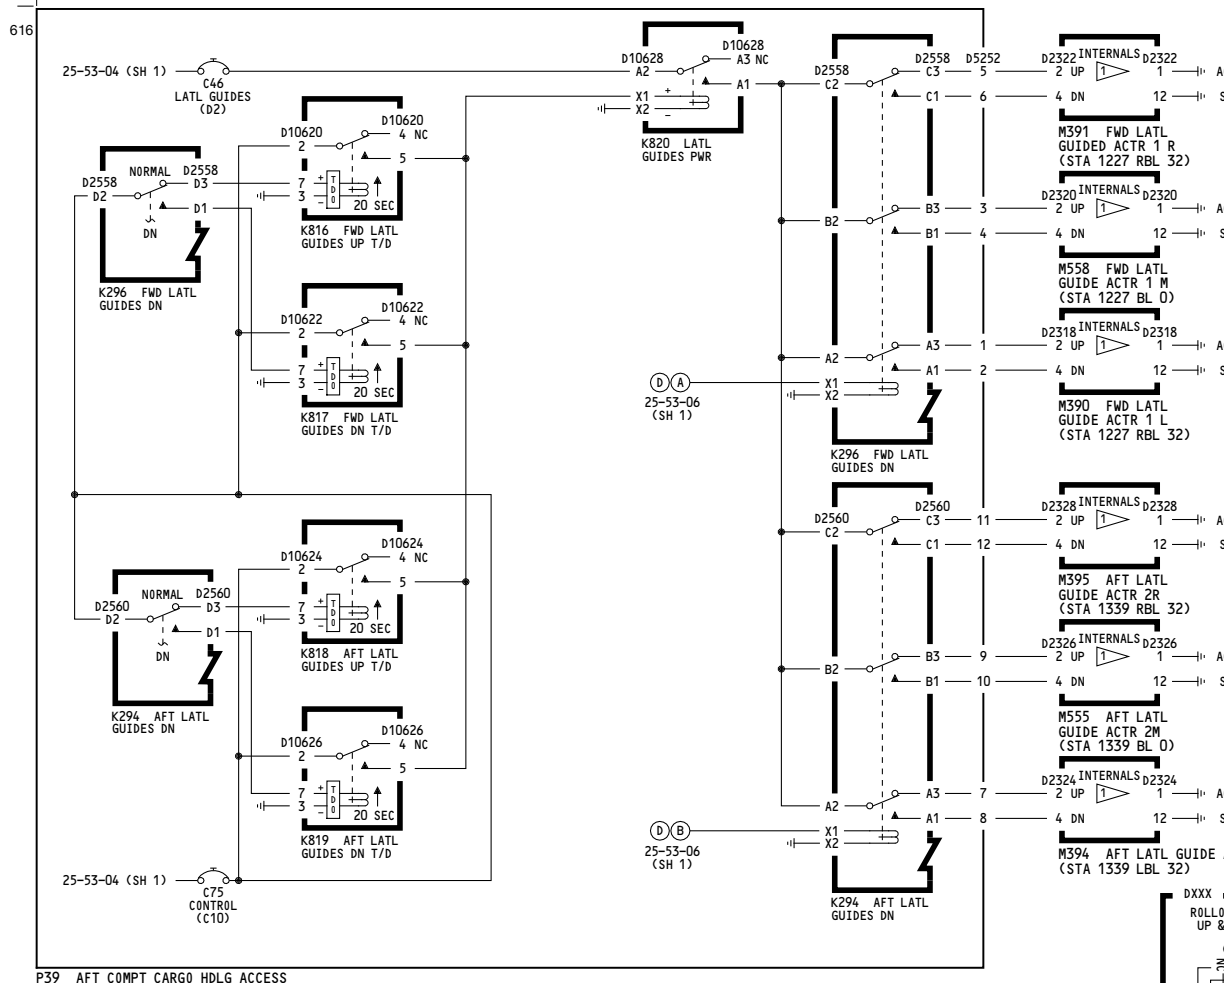 616
25-53-04 (SH 1)
C46
LATL GUIDES
(D2)
D10628
A2
D10628
A3 NC
A1
X1 +
X2 –
K820 LATL
GUIDES PWR
D10620
2
D10620
4 NC
5
7 +
3 –
TDO
20 SEC
K816 FWD LATL
GUIDES UP T/D
D2558
D2
NORMAL
D2558
D3
D1
DN
K296 FWD LATL
GUIDES DN
D10622
2
D10622
4 NC
5
7 +
3 –
TDO
20 SEC
K817 FWD LATL
GUIDES DN T/D
D10624
2
D10624
4 NC
5
7 +
3 –
TDO
20 SEC
K818 AFT LATL
GUIDES UP T/D
D2560
D2
NORMAL
D2560
D3
D1
DN
K294 AFT LATL
GUIDES DN
D10626
2
D10626
4 NC
5
7 +
3 –
TDO
20 SEC
K819 AFT LATL
GUIDES DN T/D
25-53-04 (SH 1)
C75
CONTROL
(C10)
P39 AFT COMPT CARGO HDLG ACCESS
D2558
C2
D2558
C3
C1
D5252
5
6
B2
B3 3
B1 4
A2
A3 1
A1 2
D A
25-53-06
(SH 1)
X1
X2
K296 FWD LATL
GUIDES DN
D2560
C2
D2560
C3 11
C1 12
B2
B3 9
B1 10
A2
A3 7
A1 8
D B
25-53-06
(SH 1)
X1
X2
K294 AFT LATL
GUIDES DN
D2322 INTERNALS D2322
2 UP 1 1 A
4 DN 12 S
M391 FWD LATL
GUIDED ACTR 1 R
(STA 1227 RBL 32)
D2320 INTERNALS D2320
2 UP 1 1 A
4 DN 12 S
M558 FWD LATL
GUIDE ACTR 1 M
(STA 1227 BL 0)
D2318 INTERNALS D2318
2 UP 1 1 A
4 DN 12 S
M390 FWD LATL
GUIDE ACTR 1 L
(STA 1227 RBL 32)
D2328 INTERNALS D2328
2 UP 1 1 A
4 DN 12 S
M395 AFT LATL
GUIDE ACTR 2R
(STA 1339 RBL 32)
D2326 INTERNALS D2326
2 UP 1 1 A
4 DN 12 S
M555 AFT LATL
GUIDE ACTR 2M
(STA 1339 BL 0)
D2324 INTERNALS D2324
2 UP 1 1 A
4 DN 12 S
M394 AFT LATL GUIDE
(STA 1339 LBL 32)
DXXX
ROLLO
UP &
NC